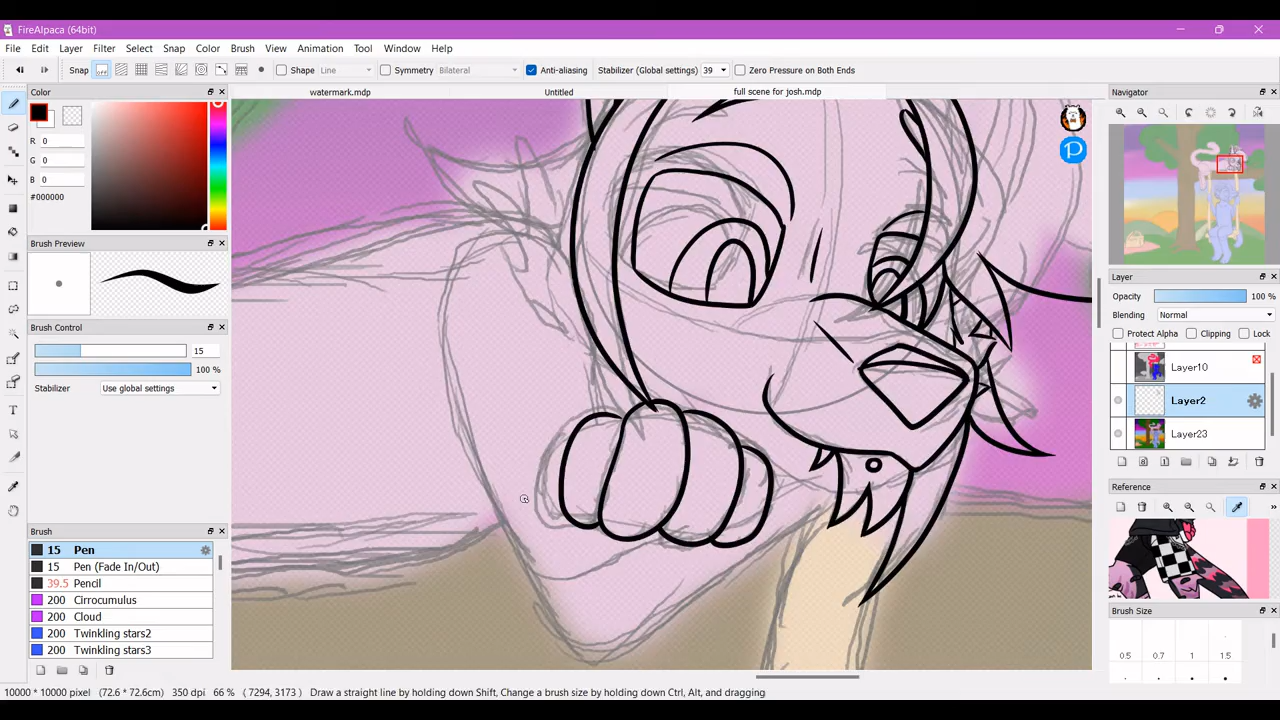 FireAlpaca (64bit)
File Edit Layer Filter Select Snap Color Brush View Animation Tool Window Help
Snap Shape Line Symmetry Bilateral Anti-aliasing Stabilizer (Global settings) 39 Zero Pressure on Both Ends
Color
watermark.mdp Untitled full scene for josh.mdp
Navigator
R 0
G 0
B 0
#000000
Brush Preview
Layer
Opacity 100 %
Blending Normal
Brush Control
Protect Alpha Clipping Lock
15
100 %
Layer10
Stabilizer Use global settings
Layer2
Layer23
Reference
Brush
15 Pen
15 Pen (Fade In/Out)
39.5 Pencil
200 Cirrocumulus
200 Cloud
200 Twinkling stars2
200 Twinkling stars3
Brush Size
0.5 0.7 1 1.5
10000 * 10000 pixel (72.6 * 72.6cm) 350 dpi 66 % ( 7294, 3173 ) Draw a straight line by holding down Shift, Change a brush size by holding down Ctrl, Alt, and dragging